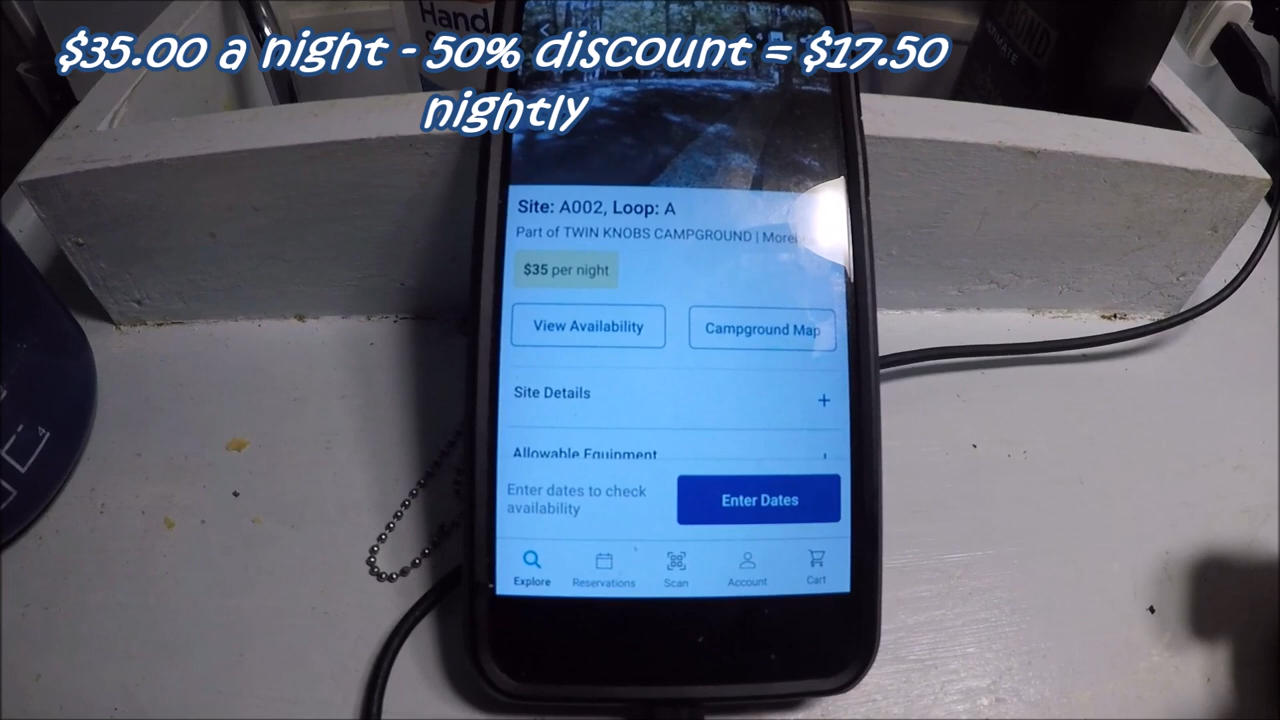 $35.00 a night - 50% discount = $17.50
nightly
Hand
Site: A002, Loop: A
Part of TWIN KNOBS CAMPGROUND |
$35 per night
View Availability
Campground Map
Site Details
+
Allowable Equipment
Enter dates to check
availability
Enter Dates
Explore
Reservations
Scan
Account
Cart